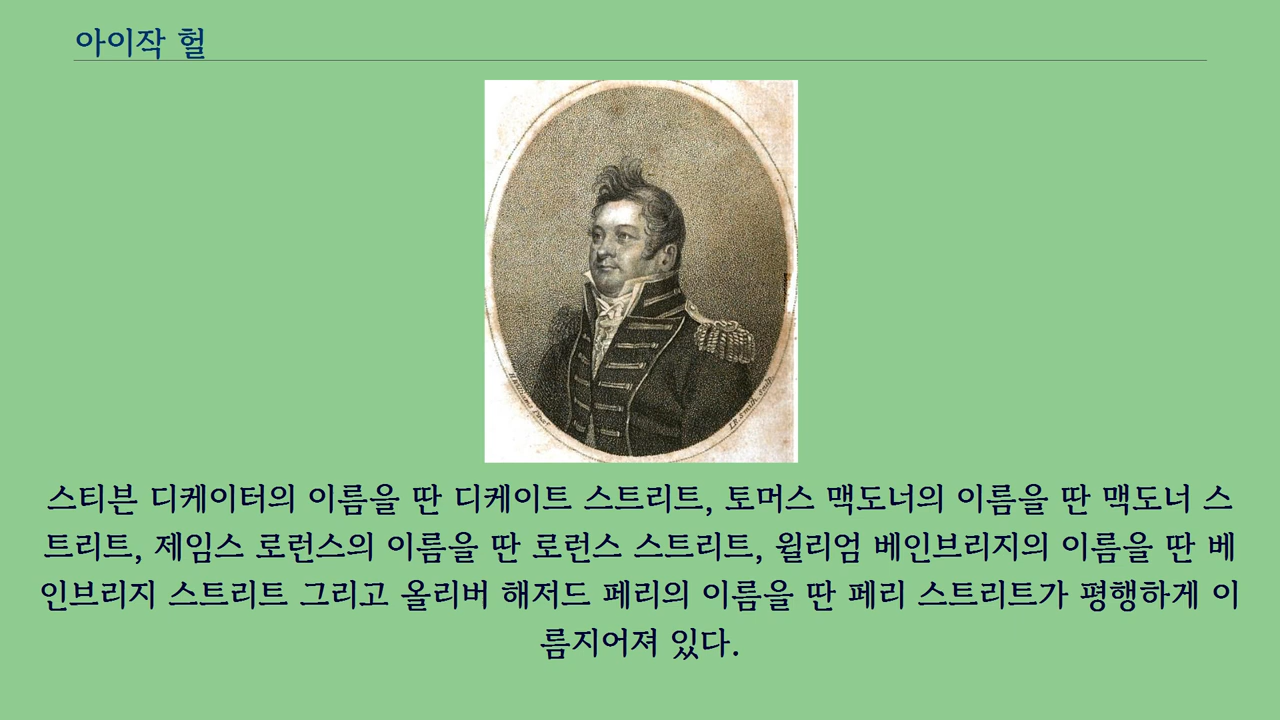 아이작 헐
스티븐 디케이터의 이름을 딴 디케이트 스트리트, 토머스 맥도너의 이름을 딴 맥도너 스
트리트, 제임스 로런스의 이름을 딴 로런스 스트리트, 윌리엄 베인브리지의 이름을 딴 베
인브리지 스트리트 그리고 올리버 해저드 페리의 이름을 딴 페리 스트리트가 평행하게 이
름지어져 있다.